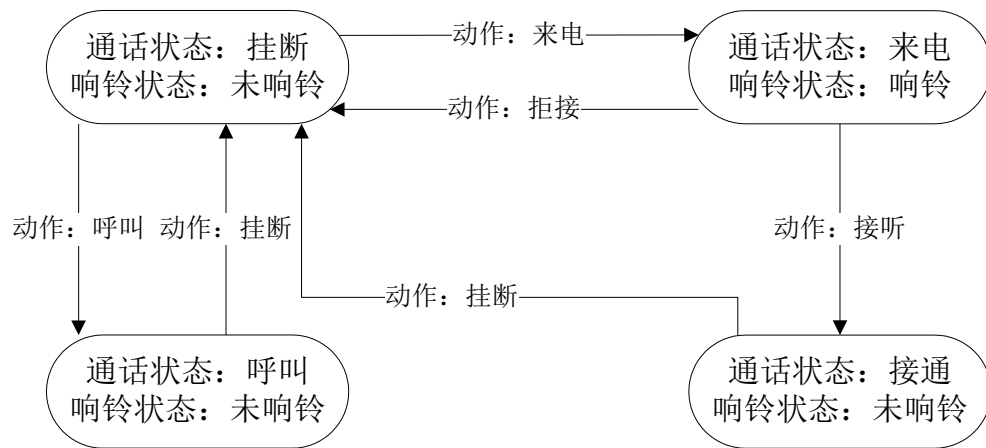 通话状态：挂断
响铃状态：未响铃
动作：来电
通话状态：来电
响铃状态：响铃
动作：拒接
动作：呼叫
动作：挂断
动作：接听
动作：挂断
通话状态：呼叫
响铃状态：未响铃
通话状态：接通
响铃状态：未响铃